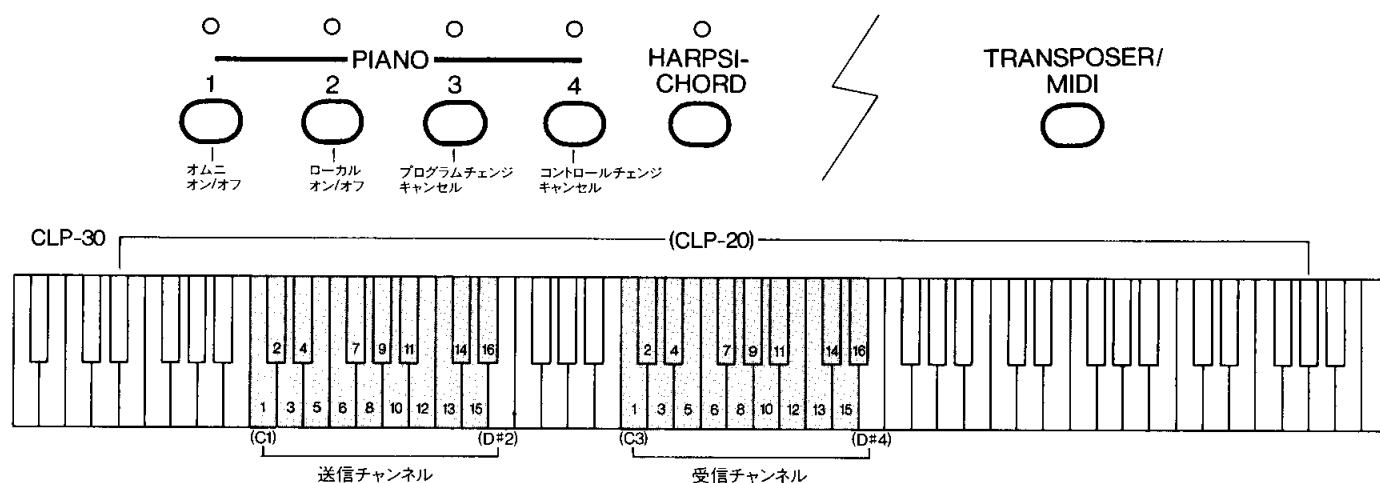 PIANO
HARPSI-
CHORD
TRANSPOSER/
MIDI
1 2 3 4
オムニ
オン/オフ
ローカル
オン/オフ
プログラムチェンジ
キャンセル
コントロールチェンジ
キャンセル
CLP-30
(CLP-20)
2 4 7 9 11 14 16
2 4 7 9 11 14 16
1 3 5 6 8 10 12 13 15
1 3 5 6 8 10 12 13 15
(C1) (D#2) (C3) (D#4)
送信チャンネル
受信チャンネル